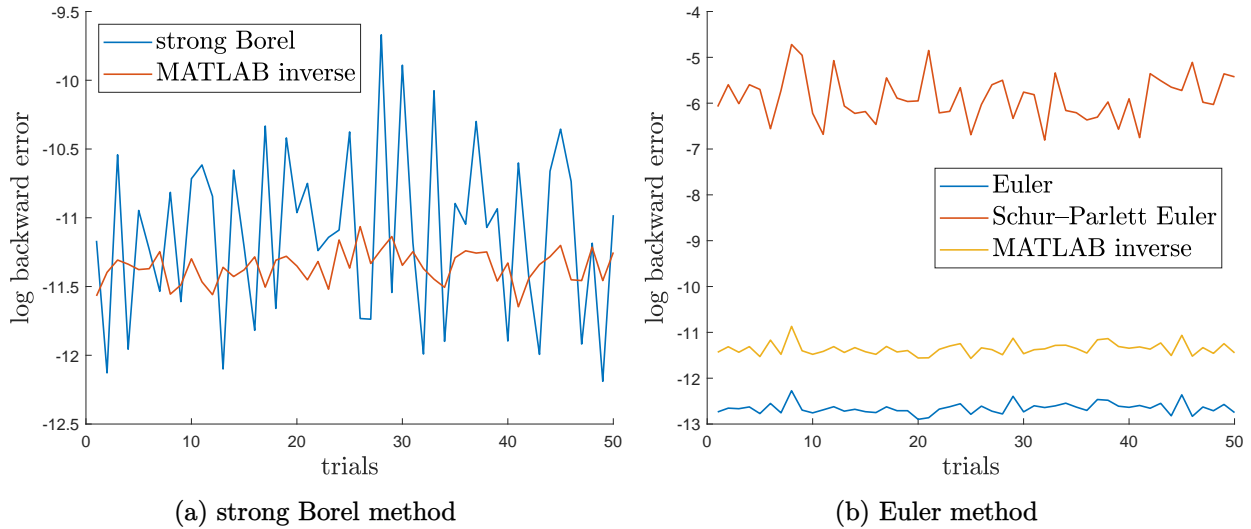 -9.5
-10
-10.5
-11
-11.5
-12
-12.5
log backward error
strong Borel
MATLAB inverse
0 10 20 30 40 50
trials
(a) strong Borel method
-4
-5
-6
-7
-8
-9
-10
-11
-12
-13
log backward error
Euler
Schur–Parlett Euler
MATLAB inverse
0 10 20 30 40 50
trials
(b) Euler method